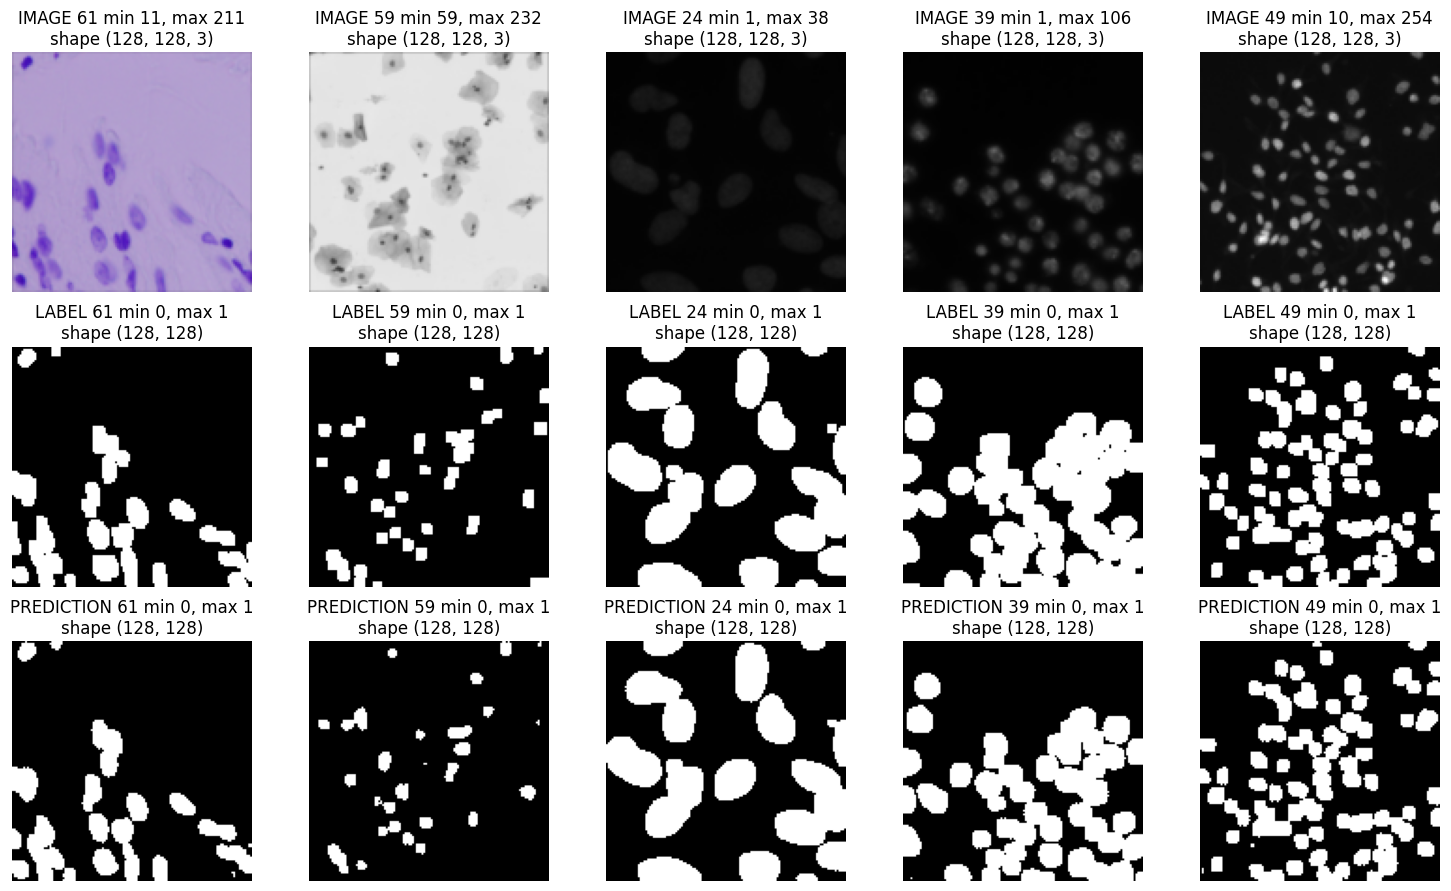 IMAGE 61 min 11, max 211
shape (128, 128, 3)
IMAGE 59 min 59, max 232
shape (128, 128, 3)
IMAGE 24 min 1, max 38
shape (128, 128, 3)
IMAGE 39 min 1, max 106
shape (128, 128, 3)
IMAGE 49 min 10, max 254
shape (128, 128, 3)
LABEL 61 min 0, max 1
shape (128, 128)
LABEL 59 min 0, max 1
shape (128, 128)
LABEL 24 min 0, max 1
shape (128, 128)
LABEL 39 min 0, max 1
shape (128, 128)
LABEL 49 min 0, max 1
shape (128, 128)
PREDICTION 61 min 0, max 1
shape (128, 128)
PREDICTION 59 min 0, max 1
shape (128, 128)
PREDICTION 24 min 0, max 1
shape (128, 128)
PREDICTION 39 min 0, max 1
shape (128, 128)
PREDICTION 49 min 0, max 1
shape (128, 128)